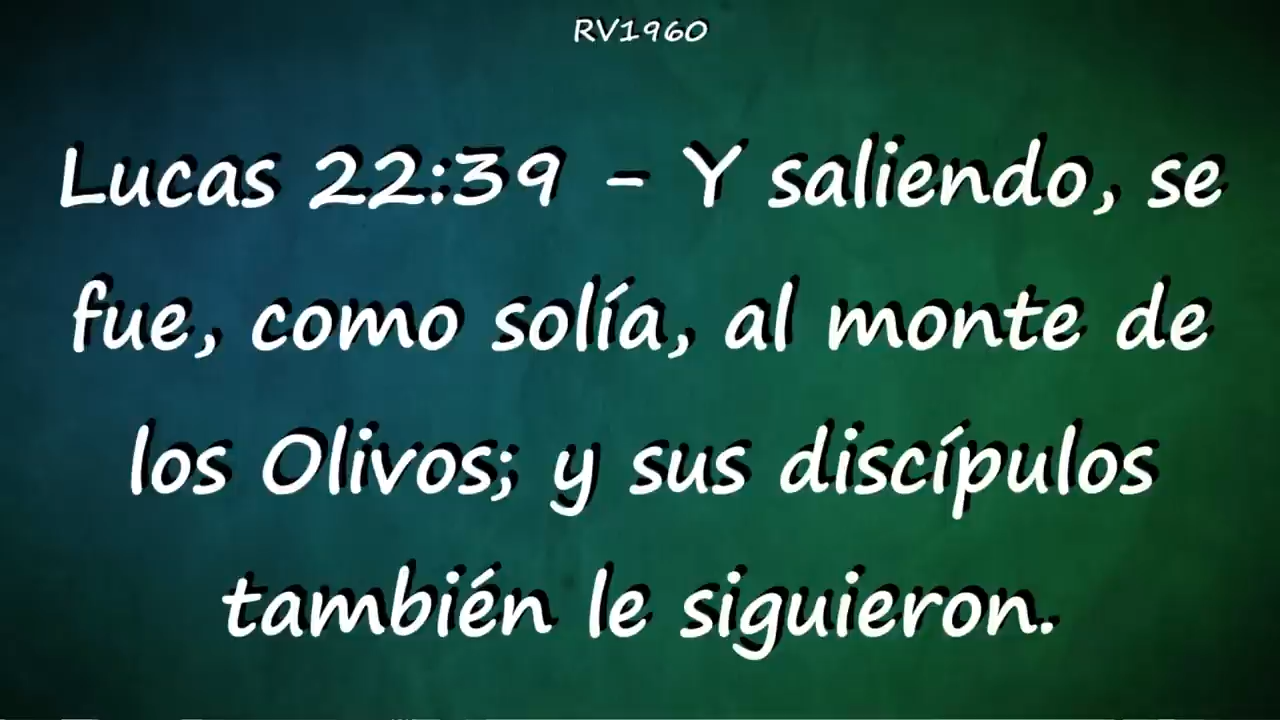 RV1960
Lucas 22:39 - Y saliendo, se
fue, como solía, al monte de
los Olivos; y sus discípulos
también le siguieron.